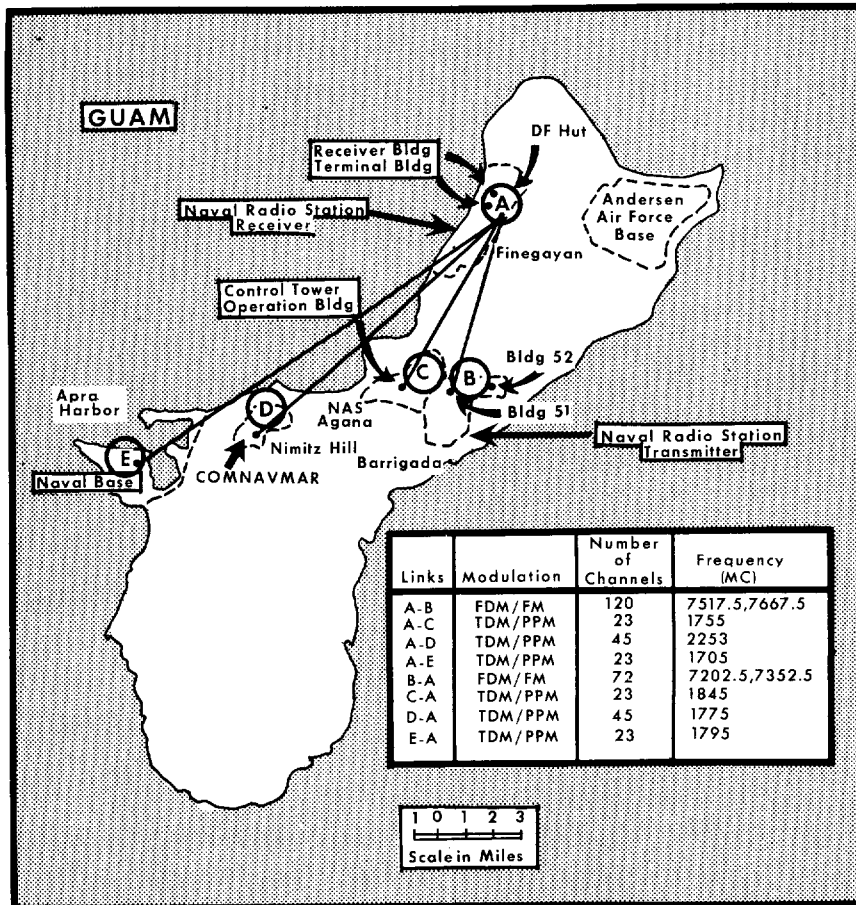 GUAM
DF Hut
Receiver Bldg
Terminal Bldg
A
Andersen
Air Force
Base
Naval Radio Station
Receiver
Finegayan
Control Tower
Operation Bldg
C
B
Bldg 52
Bldg 51
Apra
Harbor
D
NAS
Agana
Naval Radio Station
Transmitter
Nimitz Hill
Barrigada
E
COMNAVMAR
Naval Base
Links Modulation Number of Channels Frequency (MC)
A-B FDM/FM 120 7517.5,7667.5
A-C TDM/PPM 23 1755
A-D TDM/PPM 45 2253
A-E TDM/PPM 23 1705
B-A FDM/FM 72 7202.5,7352.5
C-A TDM/PPM 23 1845
D-A TDM/PPM 45 1775
E-A TDM/PPM 23 1795
1 0 1 2 3
Scale in Miles